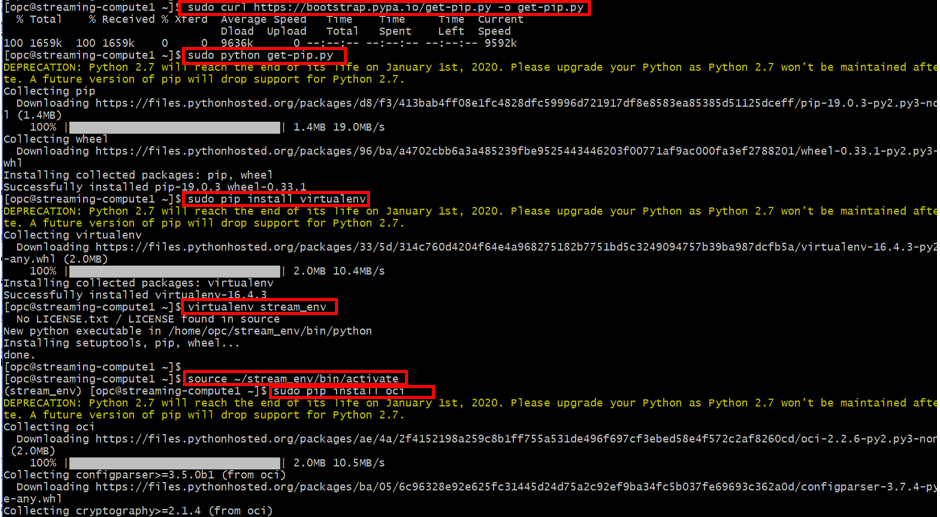 [opc@streaming-compute1 ~]$ sudo curl https://bootstrap.pypa.io/get-pip.py -o get-pip.py
% Total % Received % Xferd Average Speed Time Time Time Current
Dload Upload Total Spent Left Speed
100 1659k 100 1659k 0 0 9636k 0 --:--:-- --:--:-- --:--:-- 9592k
[opc@streaming-compute1 ~]$ sudo python get-pip.py
DEPRECATION: Python 2.7 will reach the end of its life on January 1st, 2020. Please upgrade your Python as Python 2.7 won't be maintained afte
te. A future version of pip will drop support for Python 2.7.
Collecting pip
Downloading https://files.pythonhosted.org/packages/d8/f3/413bab4ff08e1fc4828dfc59996d721917df8e8583ea85385d51125dceff/pip-19.0.3-py2.py3-no
l (1.4MB)
100% || 1.4MB 19.0MB/s
Collecting wheel
Downloading https://files.pythonhosted.org/packages/96/ba/a4702cbb6a3a485239fbe9525443446203f00771af9ac000fa3ef2788201/wheel-0.33.1-py2.py3-
whl
Installing collected packages: pip, wheel
Successfully installed pip-19.0.3 wheel-0.33.1
[opc@streaming-compute1 ~]$ sudo pip install virtualenv
DEPRECATION: Python 2.7 will reach the end of its life on January 1st, 2020. Please upgrade your Python as Python 2.7 won't be maintained afte
te. A future version of pip will drop support for Python 2.7.
Collecting virtualenv
Downloading https://files.pythonhosted.org/packages/33/5d/314c760d4204f64e4a968275182b7751bd5c3249094757b39ba987dcfb5a/virtualenv-16.4.3-py2
-any.whl (2.0MB)
100% || 2.0MB 10.4MB/s
Installing collected packages: virtualenv
Successfully installed virtualenv-16.4.3
[opc@streaming-compute1 ~]$ virtualenv stream_env
No LICENSE.txt / LICENSE found in source
New python executable in /home/opc/stream_env/bin/python
Installing setuptools, pip, wheel...
done.
[opc@streaming-compute1 ~]$
[opc@streaming-compute1 ~]$ source ~/stream_env/bin/activate
(stream_env) [opc@streaming-compute1 ~]$ sudo pip install oci
DEPRECATION: Python 2.7 will reach the end of its life on January 1st, 2020. Please upgrade your Python as Python 2.7 won't be maintained afte
te. A future version of pip will drop support for Python 2.7.
Collecting oci
Downloading https://files.pythonhosted.org/packages/ae/4a/2f4152198a259c8b1ff755a531de496f697cf3ebed58e4f572c2af8260cd/oci-2.2.6-py2.py3-non
(2.0MB)
100% || 2.0MB 10.5MB/s
Collecting configparser>=3.5.0b1 (from oci)
Downloading https://files.pythonhosted.org/packages/ba/05/6c96328e92e625fc31445d24d75a2c92ef9ba34fc5b037fe69693c362a0d/configparser-3.7.4-py
e-any.whl
Collecting cryptography>=2.1.4 (from oci)